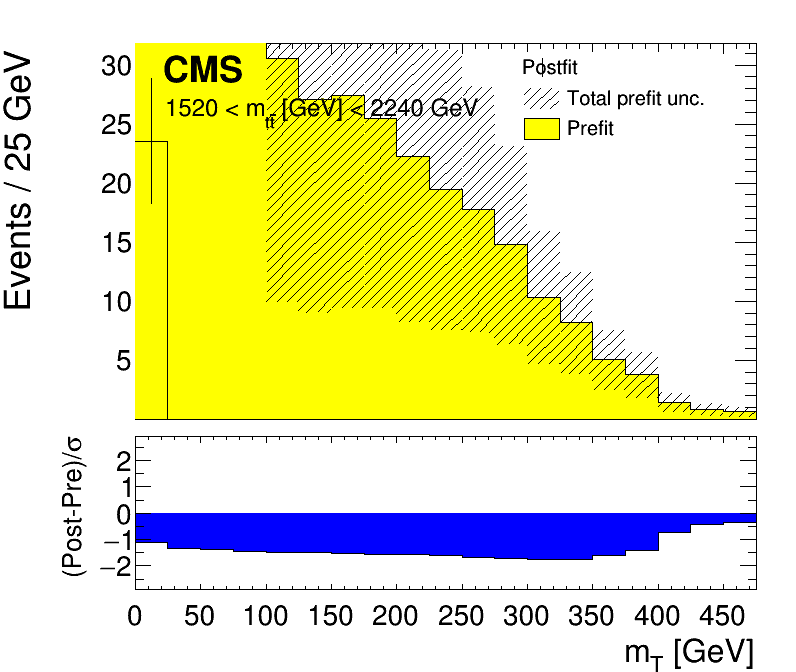 Events / 25 GeV
30
25
20
15
10
5
CMS
1520 < m_{tt̄} [GeV] < 2240 GeV
Postfit
Total prefit unc.
Prefit
(Post-Pre)/σ
2
1
0
−1
−2
0 50 100 150 200 250 300 350 400 450
m_T [GeV]